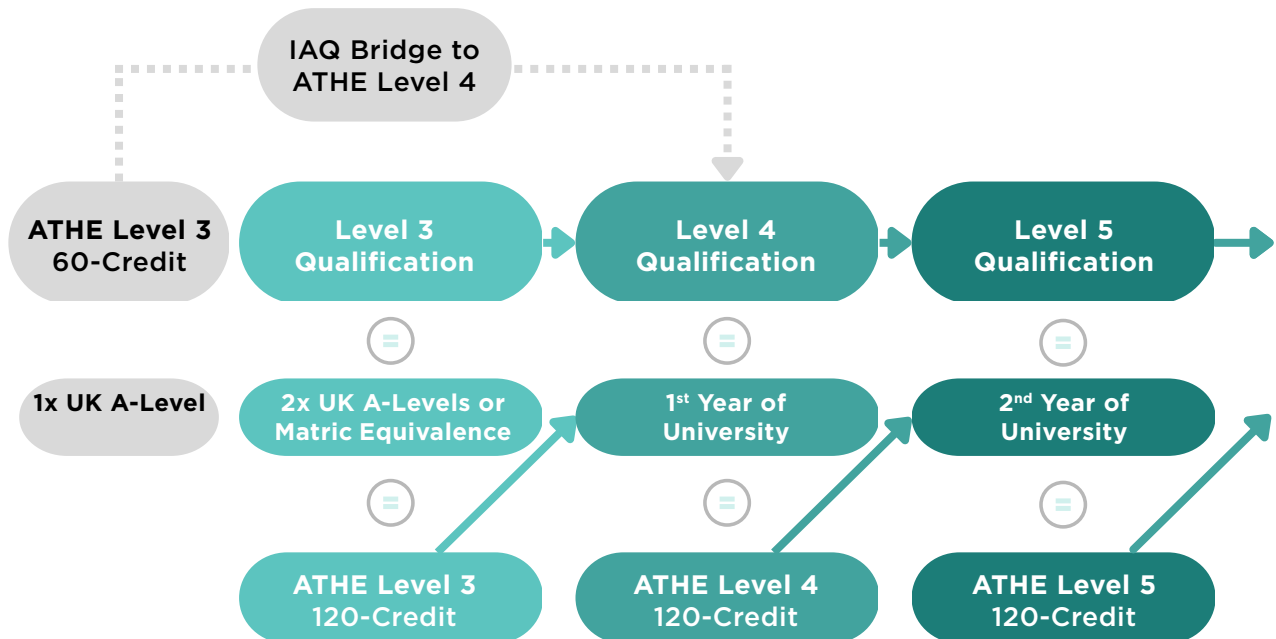 IAQ Bridge to
ATHE Level 4
ATHE Level 3
60-Credit
Level 3
Qualification
Level 4
Qualification
Level 5
Qualification
=
=
=
1x UK A-Level
2x UK A-Levels or
Matric Equivalence
1st Year of
University
2nd Year of
University
=
=
=
ATHE Level 3
120-Credit
ATHE Level 4
120-Credit
ATHE Level 5
120-Credit